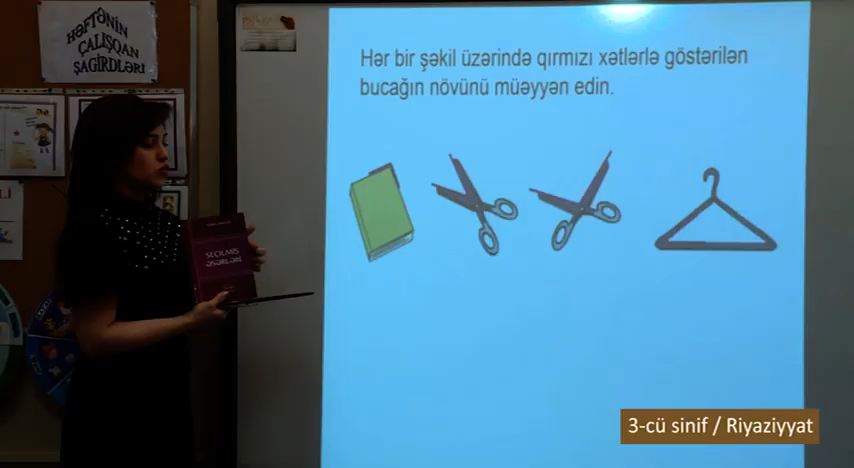 HƏFTƏNİN
ÇALIŞQAN
ŞAGİRDLƏRİ
Hər bir şəkil üzərində qırmızı xətlərlə göstərilən
bucağın növünü müəyyən edin.
SEÇİLMİŞ
ƏSƏRLƏRİ
3-cü sinif / Riyaziyyat